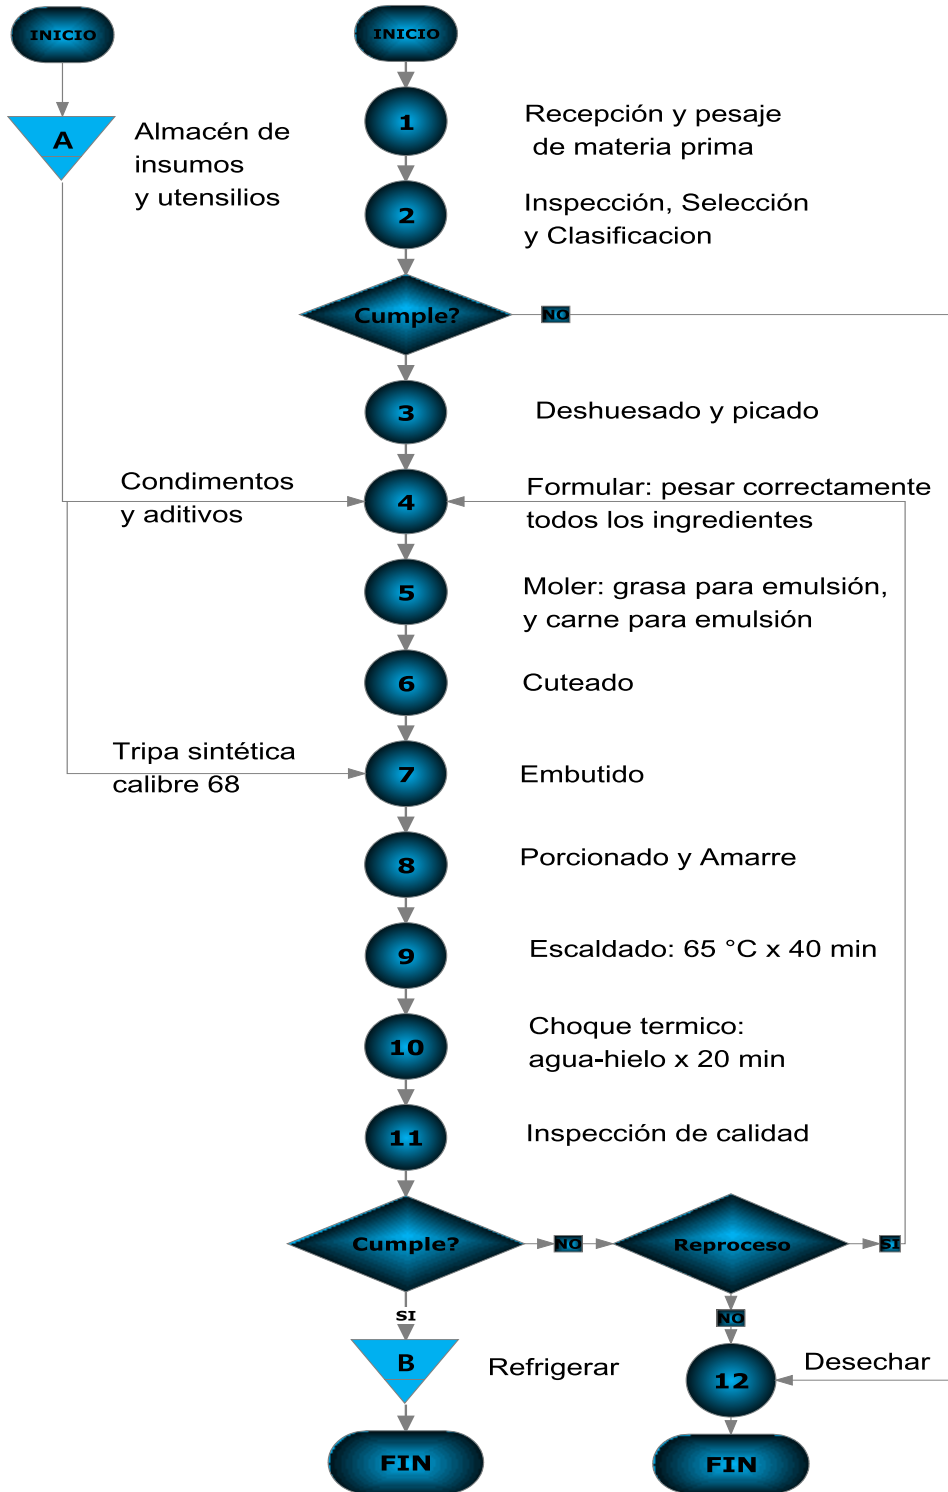 INICIO
INICIO
A
Almacén de
insumos
y utensilios
1
Recepción y pesaje
de materia prima
2
Inspección, Selección
y Clasificacion
Cumple?
NO
3
Deshuesado y picado
Condimentos
y aditivos
4
Formular: pesar correctamente
todos los ingredientes
5
Moler: grasa para emulsión,
y carne para emulsión
6
Cuteado
Tripa sintética
calibre 68
7
Embutido
8
Porcionado y Amarre
9
Escaldado: 65 °C x 40 min
10
Choque termico:
agua-hielo x 20 min
11
Inspección de calidad
Cumple?
NO
Reproceso
SI
SI
NO
B
Refrigerar
12
Desechar
FIN
FIN